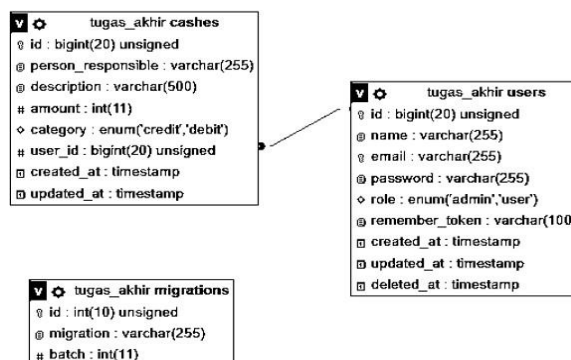 v tugas_akhir cashes
id : bigint(20) unsigned
person_responsible : varchar(255)
description : varchar(500)
# amount : int(11)
category : enum('credit','debit')
# user_id : bigint(20) unsigned
created_at : timestamp
updated_at : timestamp
v tugas_akhir users
id : bigint(20) unsigned
name : varchar(255)
email : varchar(255)
password : varchar(255)
role : enum('admin','user')
remember_token : varchar(100
created_at : timestamp
updated_at : timestamp
deleted_at : timestamp
v tugas_akhir migrations
id : int(10) unsigned
migration : varchar(255)
# batch : int(11)